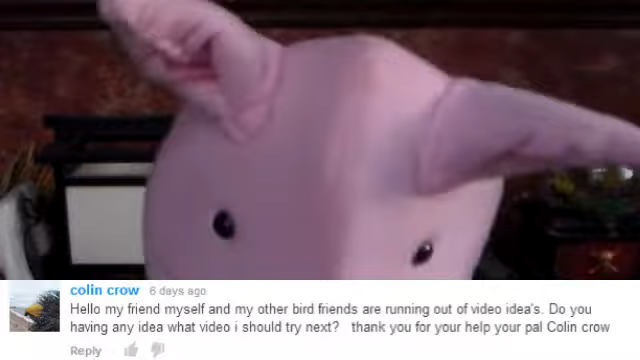 colin crow 6 days ago
Hello my friend myself and my other bird friends are running out of video idea's. Do you
having any idea what video i should try next? thank you for your help your pal Colin crow
Reply